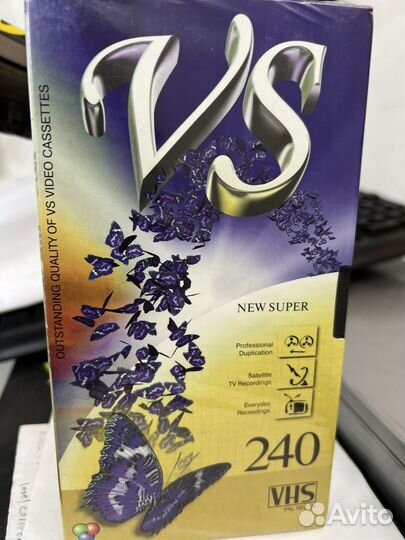 VS
OUTSTANDING QUALITY OF VS VIDEO CASSETTES
NEW SUPER
Professional
Duplication
Satellite
TV Recordings
Everyday
Recordings
240
VHS
Avito